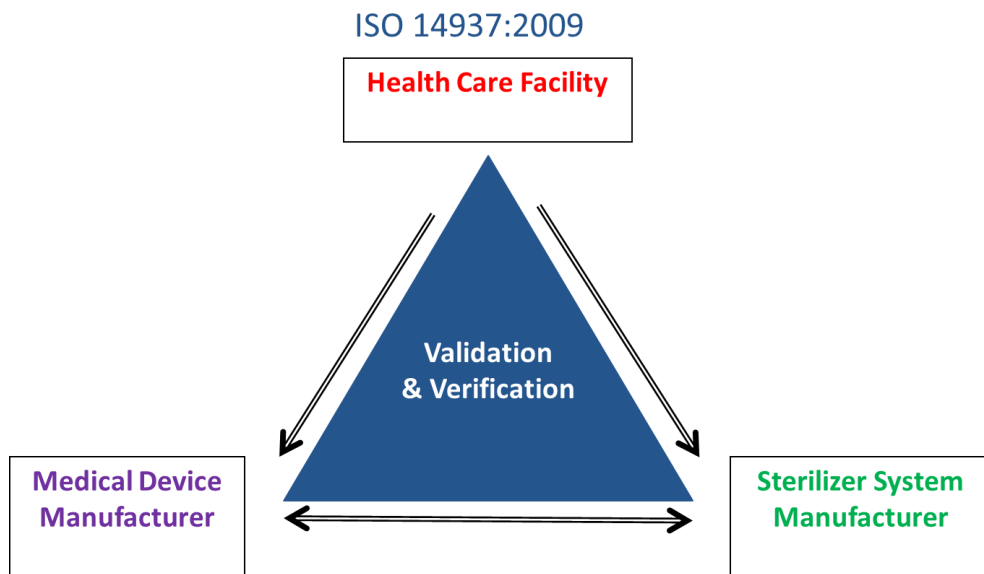 ISO 14937:2009
Health Care Facility
Validation
& Verification
Medical Device
Manufacturer
Sterilizer System
Manufacturer